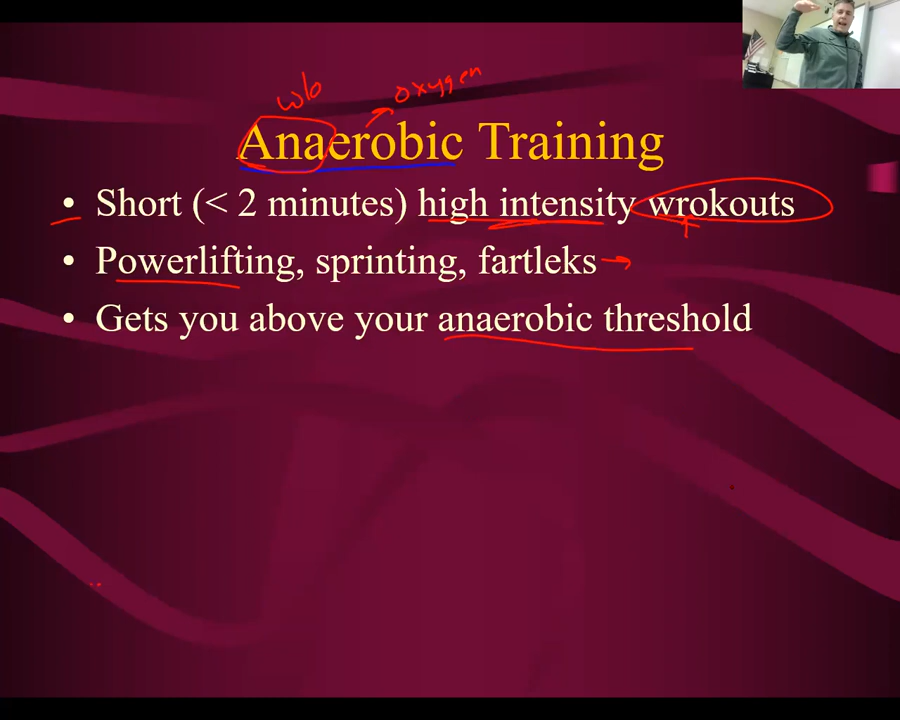 w/o oxygen
Anaerobic Training
• Short (< 2 minutes) high intensity wrokouts
• Powerlifting, sprinting, fartleks
• Gets you above your anaerobic threshold